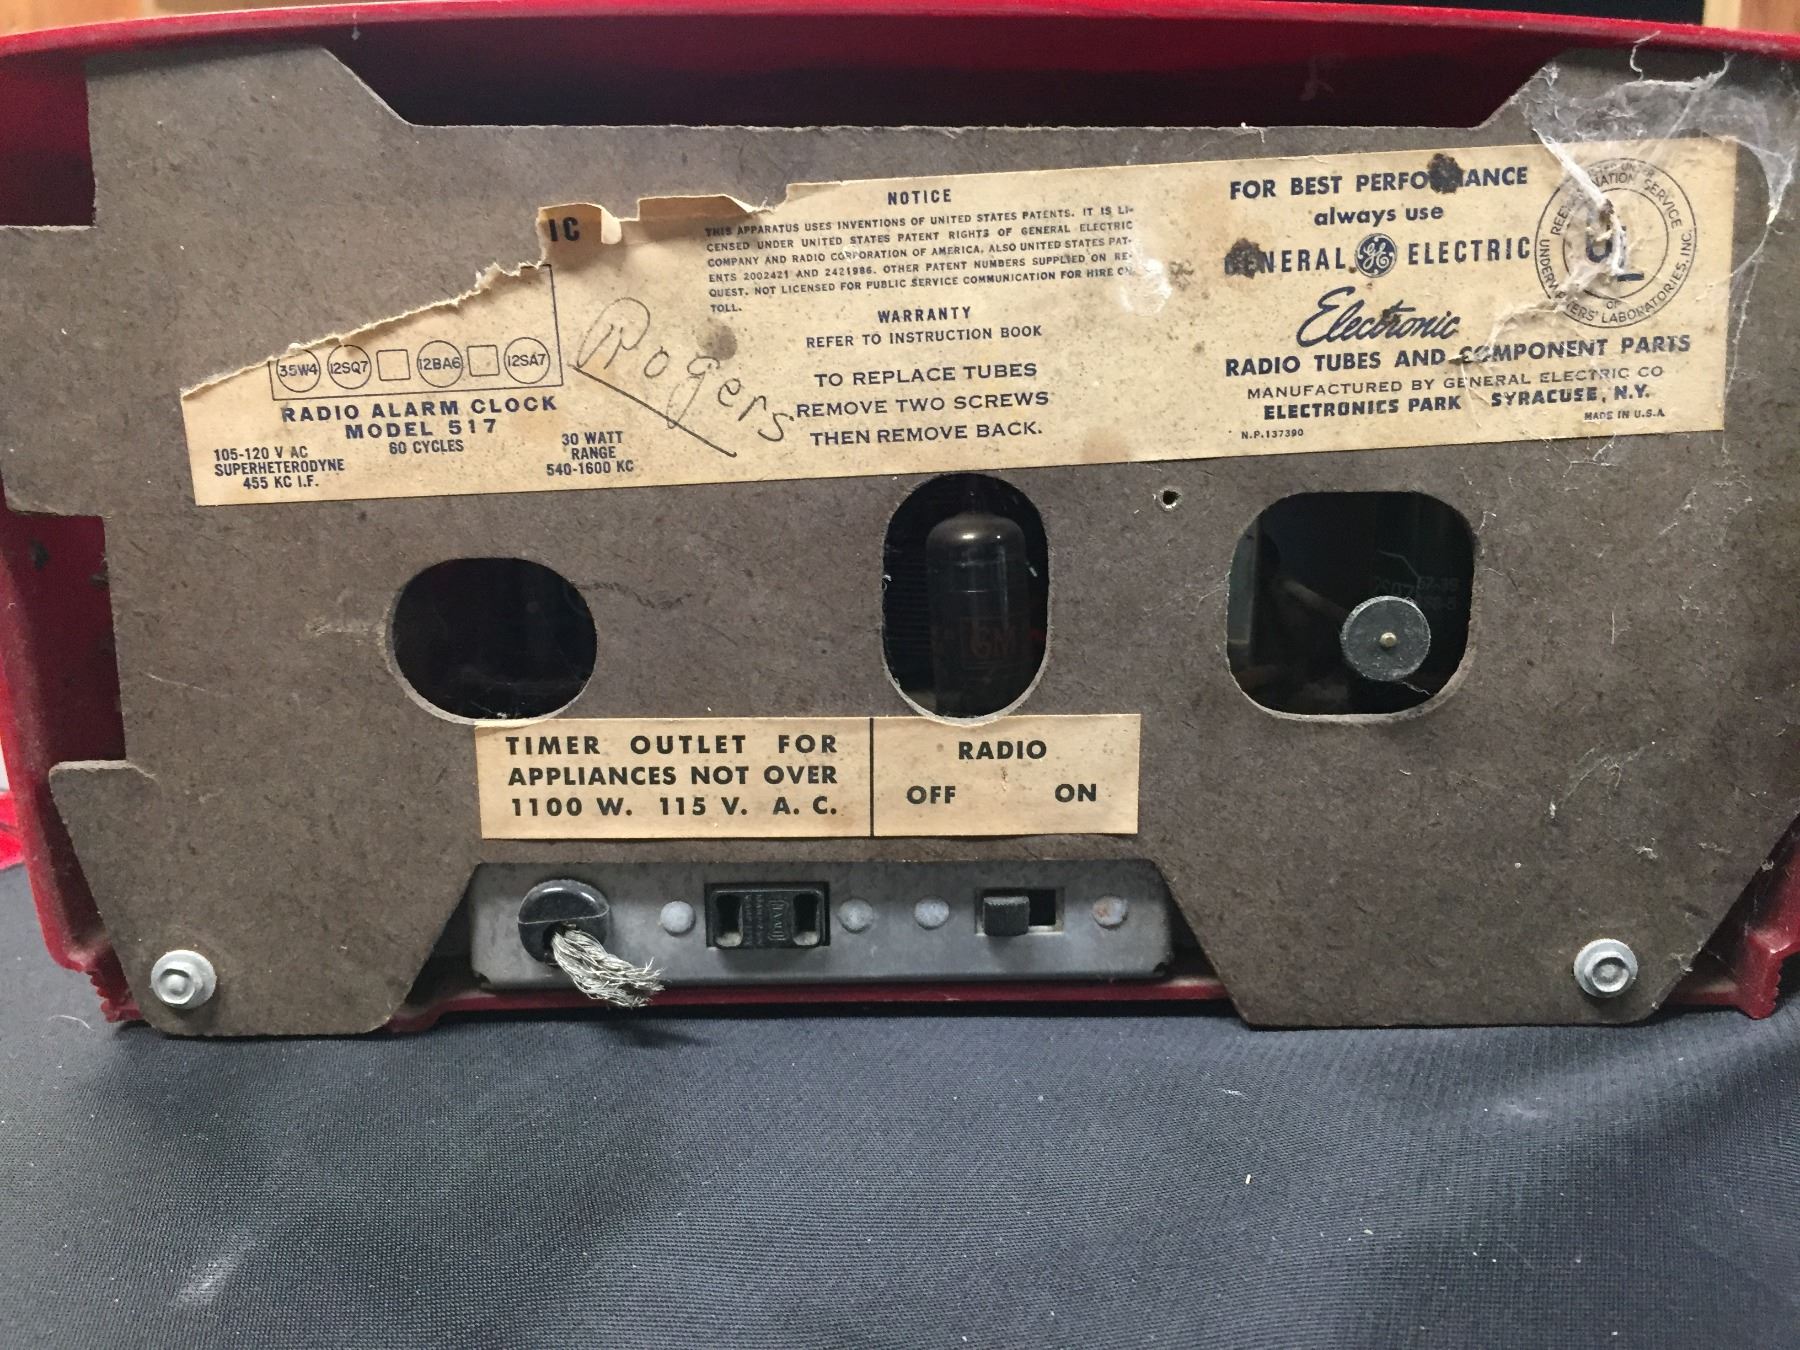 IC
35W4 12SQ7 12BA6 12SA7
RADIO ALARM CLOCK
MODEL 517
105-120 V AC
SUPERHETERODYNE
455 KC I.F.
60 CYCLES
30 WATT
RANGE
540-1600 KC
Rogers
NOTICE
THIS APPARATUS USES INVENTIONS OF UNITED STATES PATENTS. IT IS LI-
CENSED UNDER UNITED STATES PATENT RIGHTS OF GENERAL ELECTRIC
COMPANY AND RADIO CORPORATION OF AMERICA, ALSO UNITED STATES PAT-
ENTS 2002421 AND 2421986. OTHER PATENT NUMBERS SUPPLIED ON RE-
QUEST. NOT LICENSED FOR PUBLIC SERVICE COMMUNICATION FOR HIRE OR
TOLL.
WARRANTY
REFER TO INSTRUCTION BOOK
TO REPLACE TUBES
REMOVE TWO SCREWS
THEN REMOVE BACK.
FOR BEST PERFORMANCE
always use
GENERAL GE ELECTRIC
Electronic
RADIO TUBES AND COMPONENT PARTS
MANUFACTURED BY GENERAL ELECTRIC CO
ELECTRONICS PARK SYRACUSE, N.Y.
N.P.137390
MADE IN U.S.A.
SERVICE
UL
UNDERWRITERS' LABORATORIES, INC.
OF
TIMER OUTLET FOR
APPLIANCES NOT OVER
1100 W. 115 V. A. C.
RADIO
OFF ON